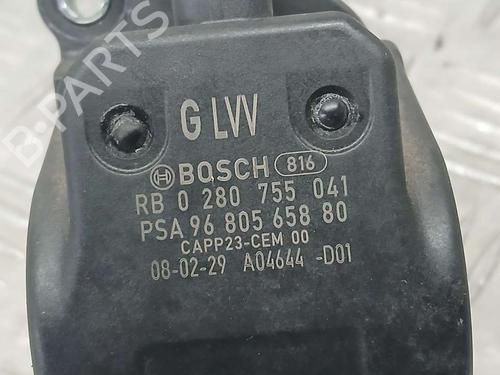 G LVV
BOSCH 816
RB 0 280 755 041
PSA 96 805 658 80
CAPP23-CEM 00
08-02-29 A04644 -D01
B-PARTS
B-PARTS